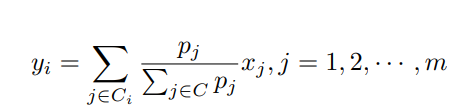 y_i = \sum_{j \in C_i} \frac{p_j}{\sum_{j \in C} p_j} x_j, j = 1, 2, \cdots, m